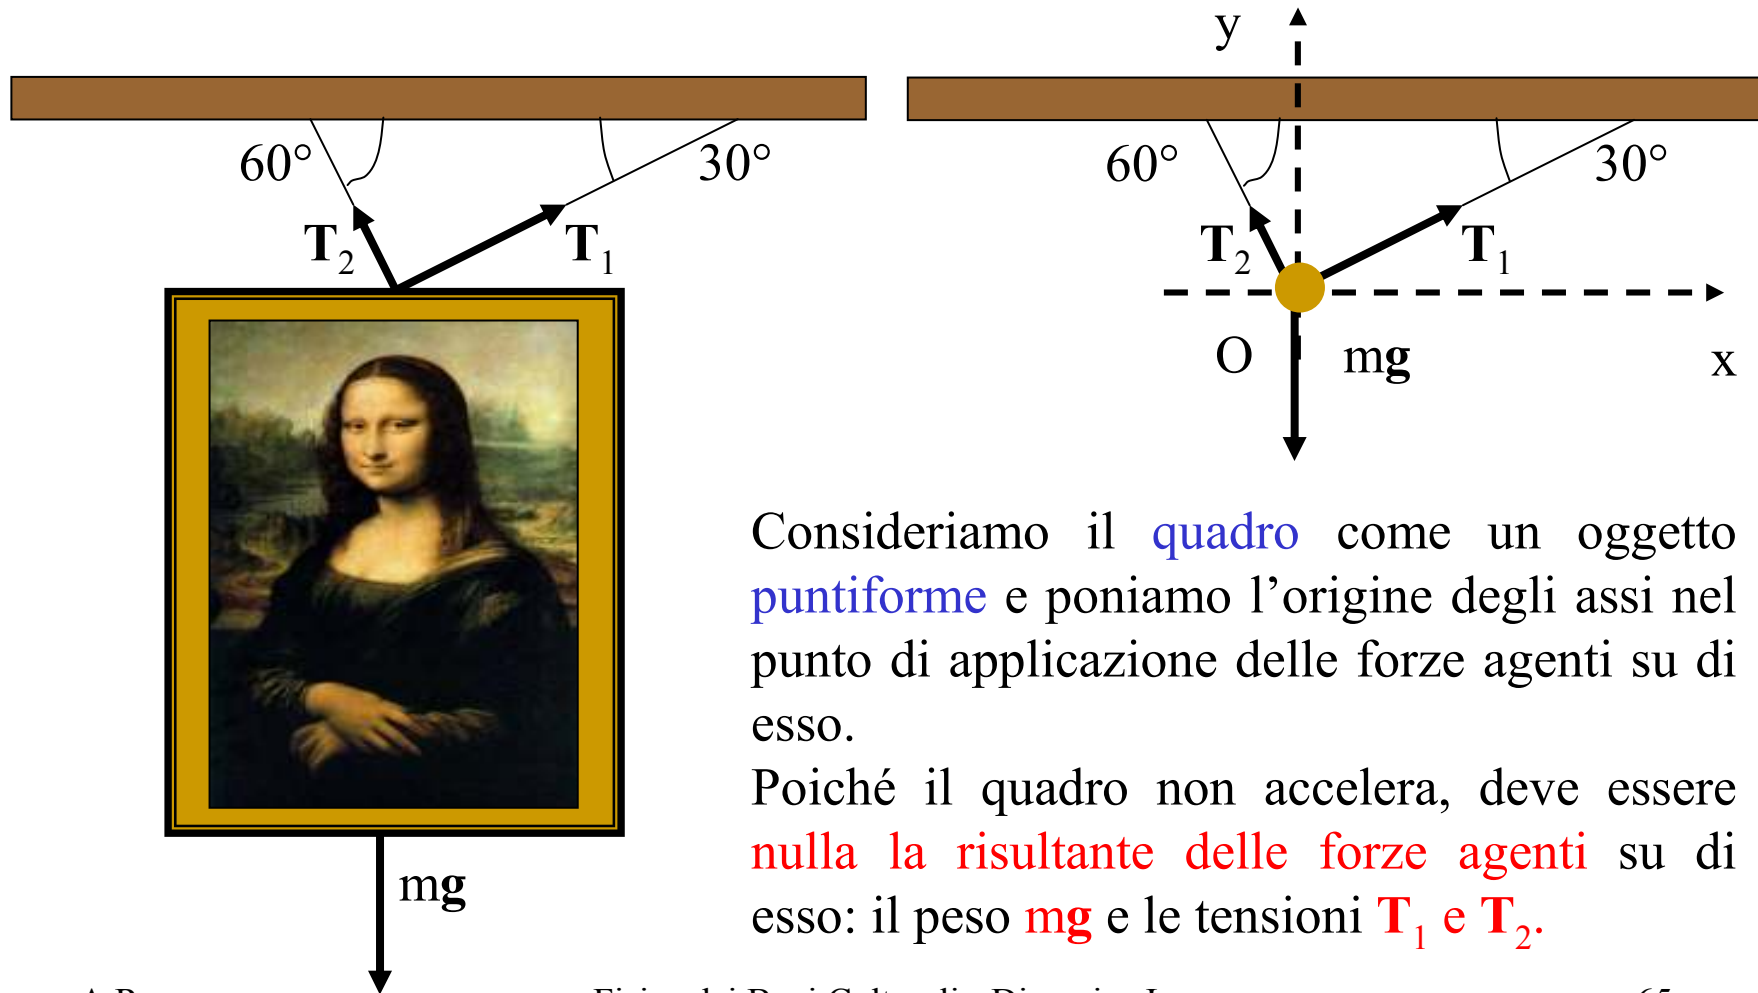 y
60°
30°
60°
30°
T2
T1
T2
T1
O
mg
x
mg
Consideriamo il quadro come un oggetto
puntiforme e poniamo l’origine degli assi nel
punto di applicazione delle forze agenti su di
esso.
Poiché il quadro non accelera, deve essere
nulla la risultante delle forze agenti su di
esso: il peso mg e le tensioni T1 e T2.